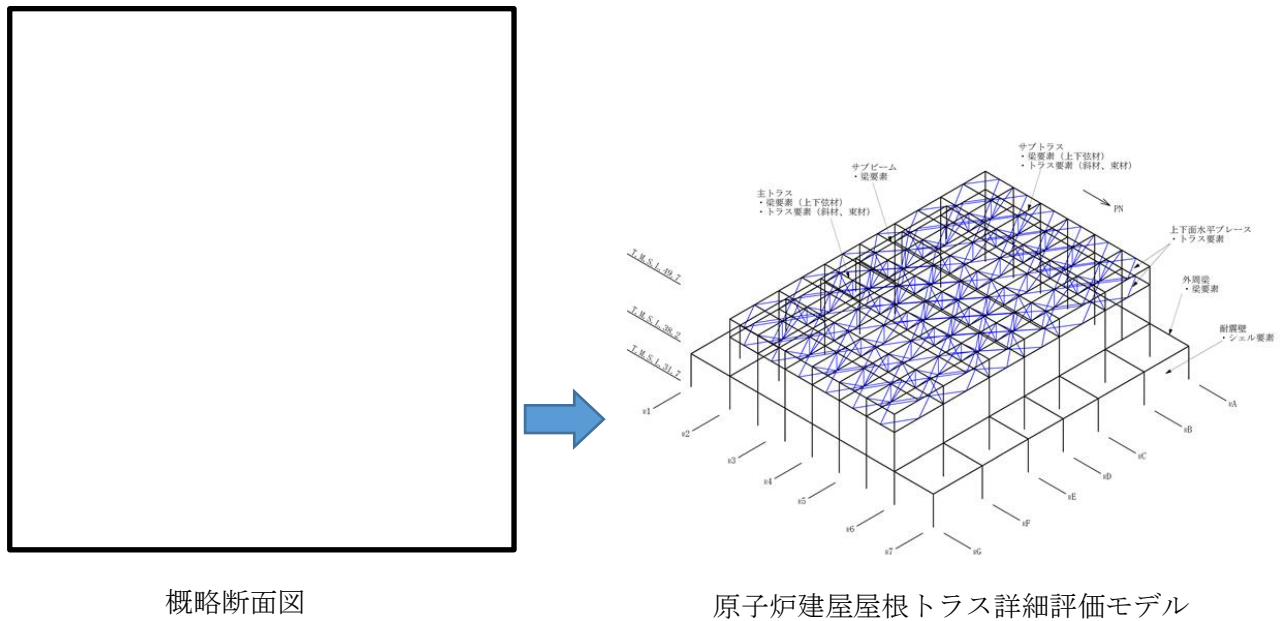 サブトラス
・梁要素（上下弦材）
・トラス要素（斜材、束材）
サブビーム
・梁要素
主トラス
・梁要素（上下弦材）
・トラス要素（斜材、束材）
PN
上下面水平ブレース
・トラス要素
外周梁
・梁要素
耐震壁
・シェル要素
T.M.S.L.49.7
T.M.S.L.38.2
T.M.S.L.31.7
R1
R2
R3
R4
R5
R6
R7
RA
RB
RC
RD
RE
RF
RG
概略断面図
原子炉建屋屋根トラス詳細評価モデル